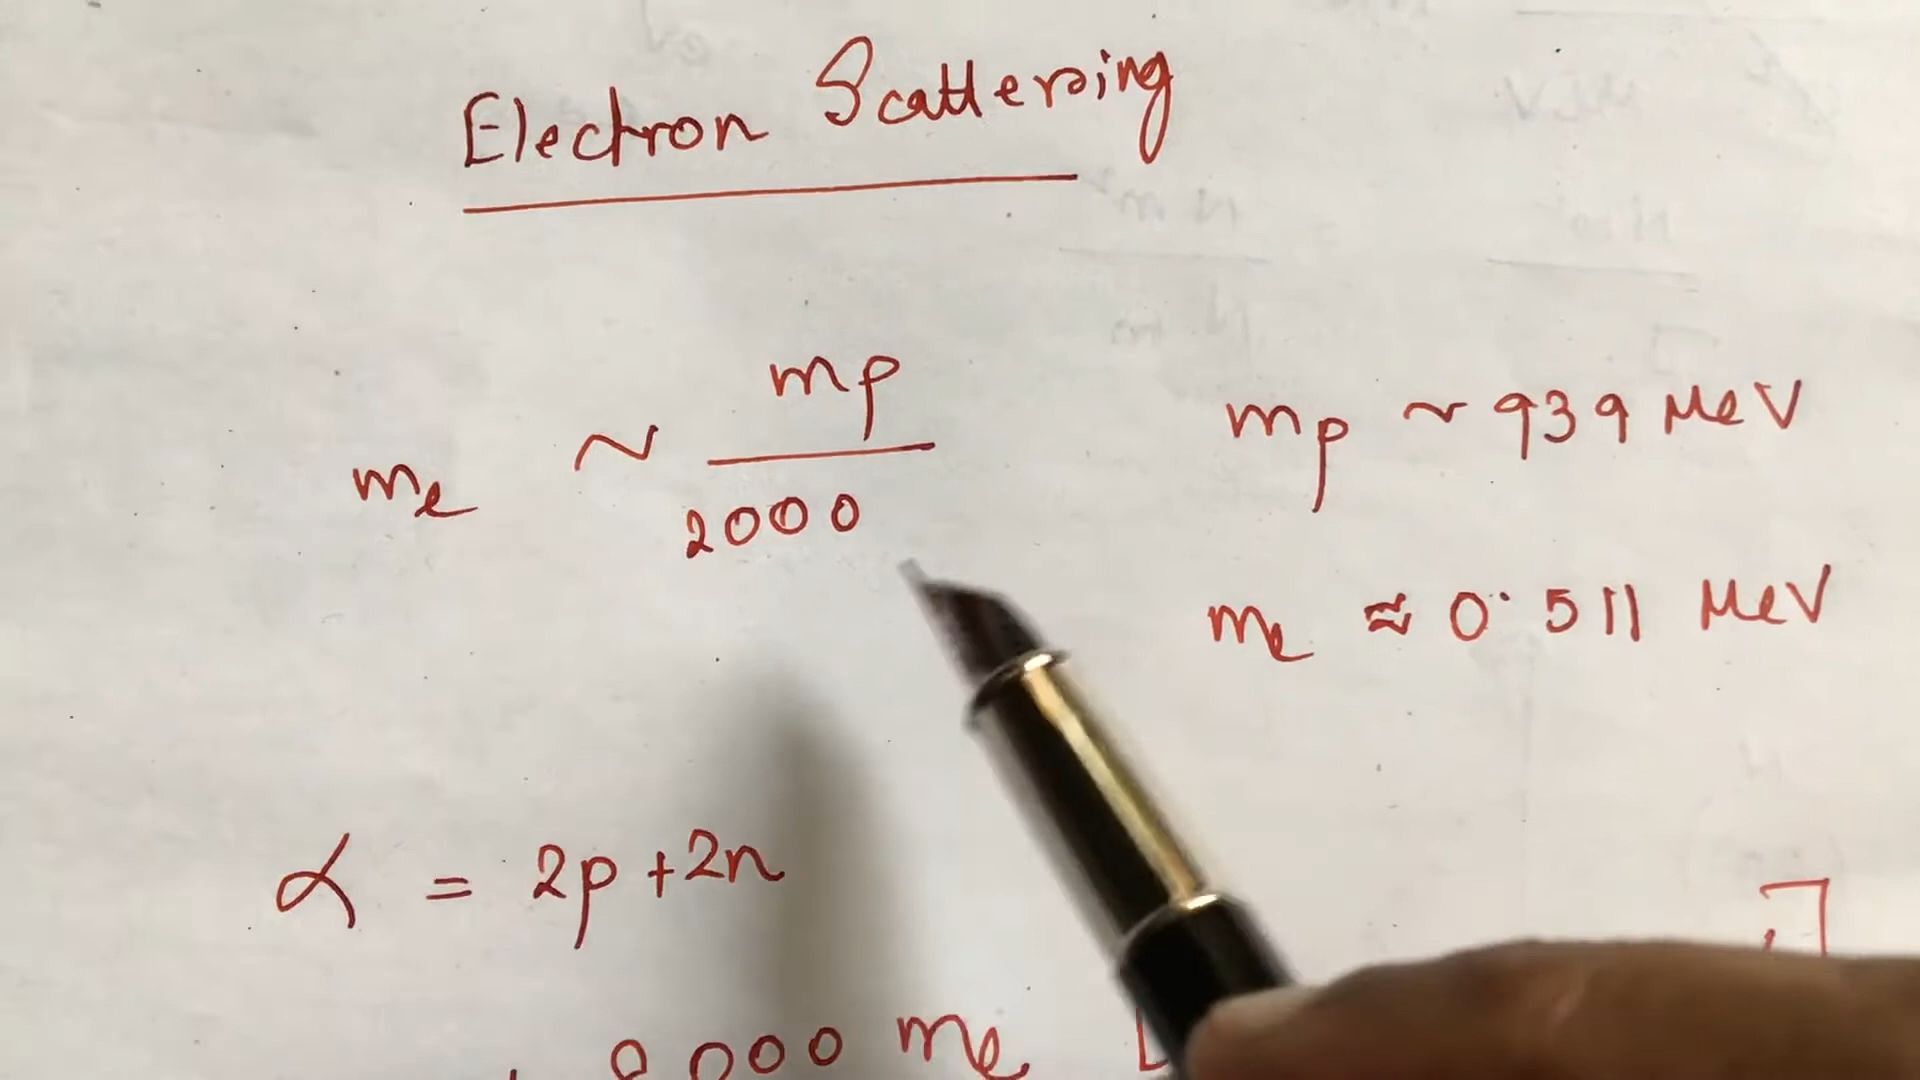 Electron Scattering
me ~ mp / 2000
mp ~ 939 MeV
me ≈ 0.511 MeV
α = 2p + 2n
8000 me [
]